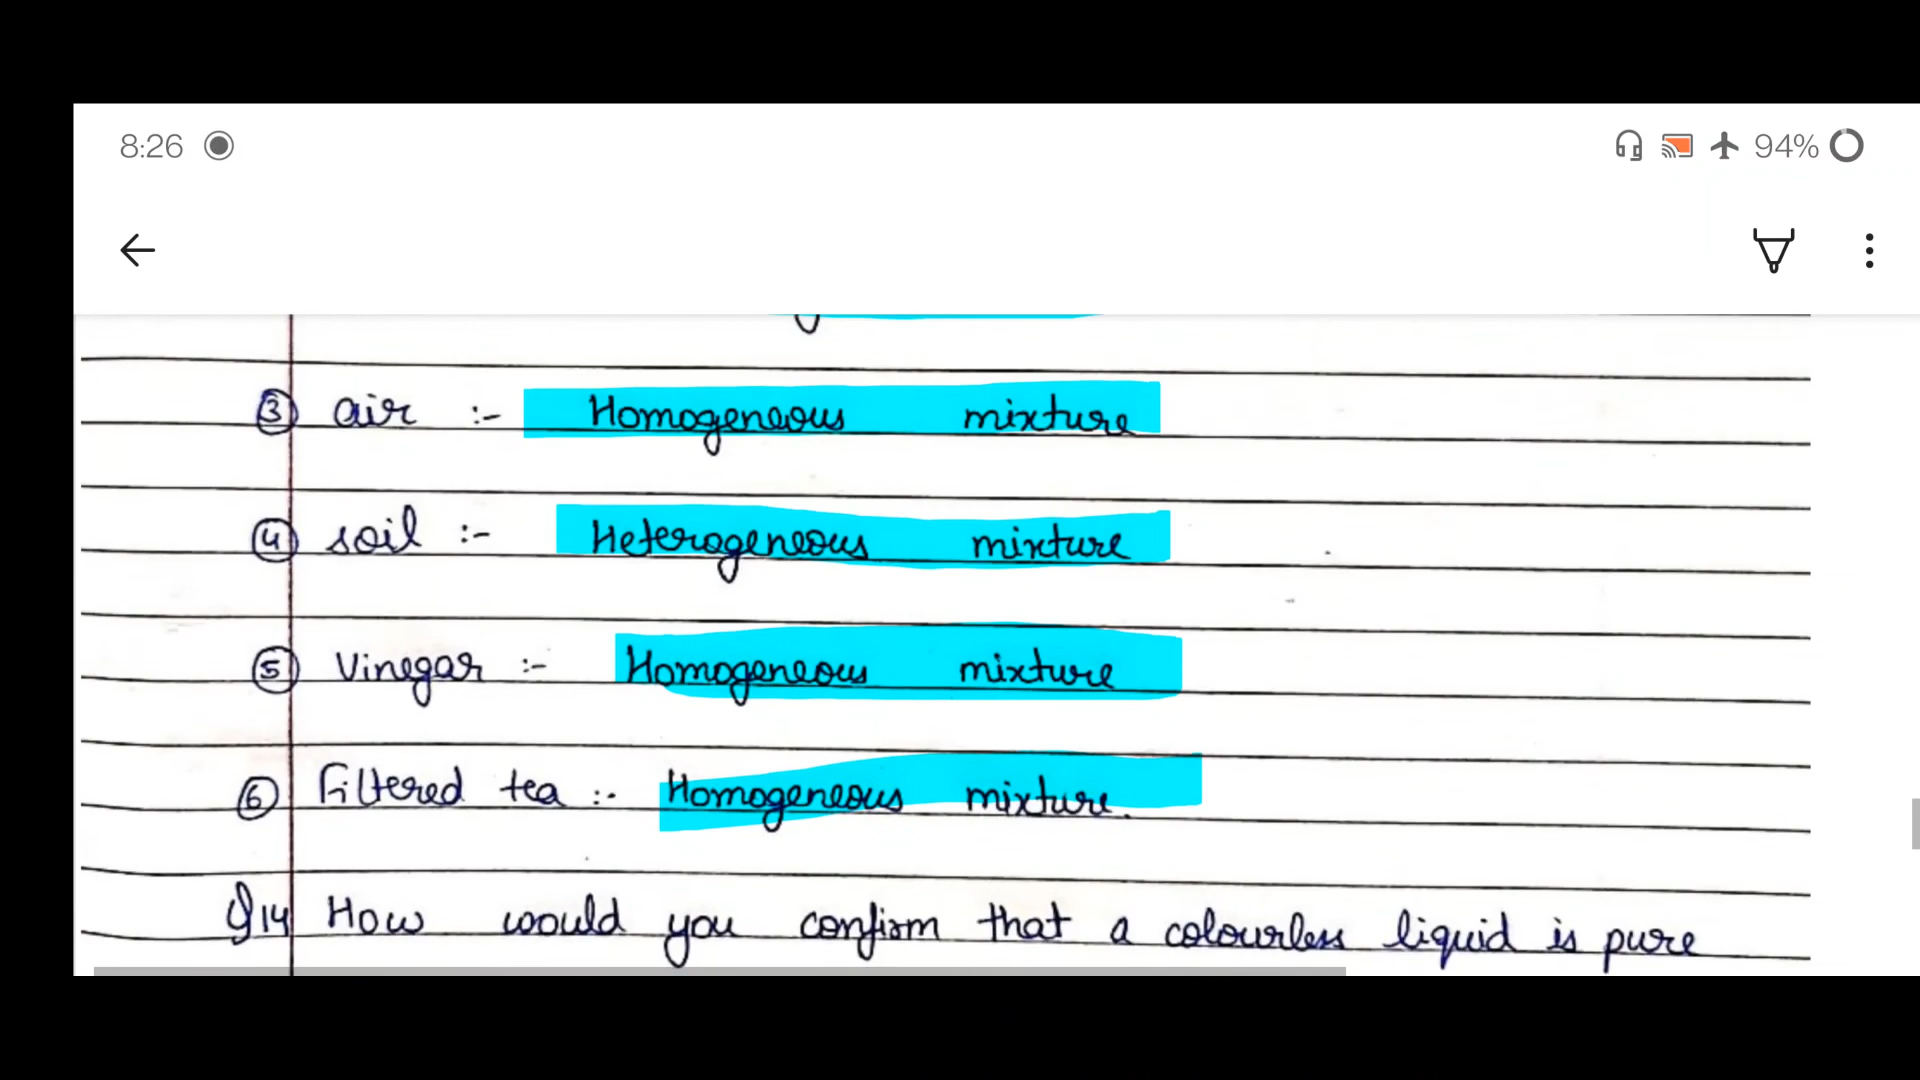 8:26 94%
3 air :- Homogeneous mixture
4 soil :- Heterogeneous mixture
5 Vinegar :- Homogeneous mixture
6 Filtered tea :- Homogeneous mixture.
Q14 How would you confirm that a colourless liquid is pure